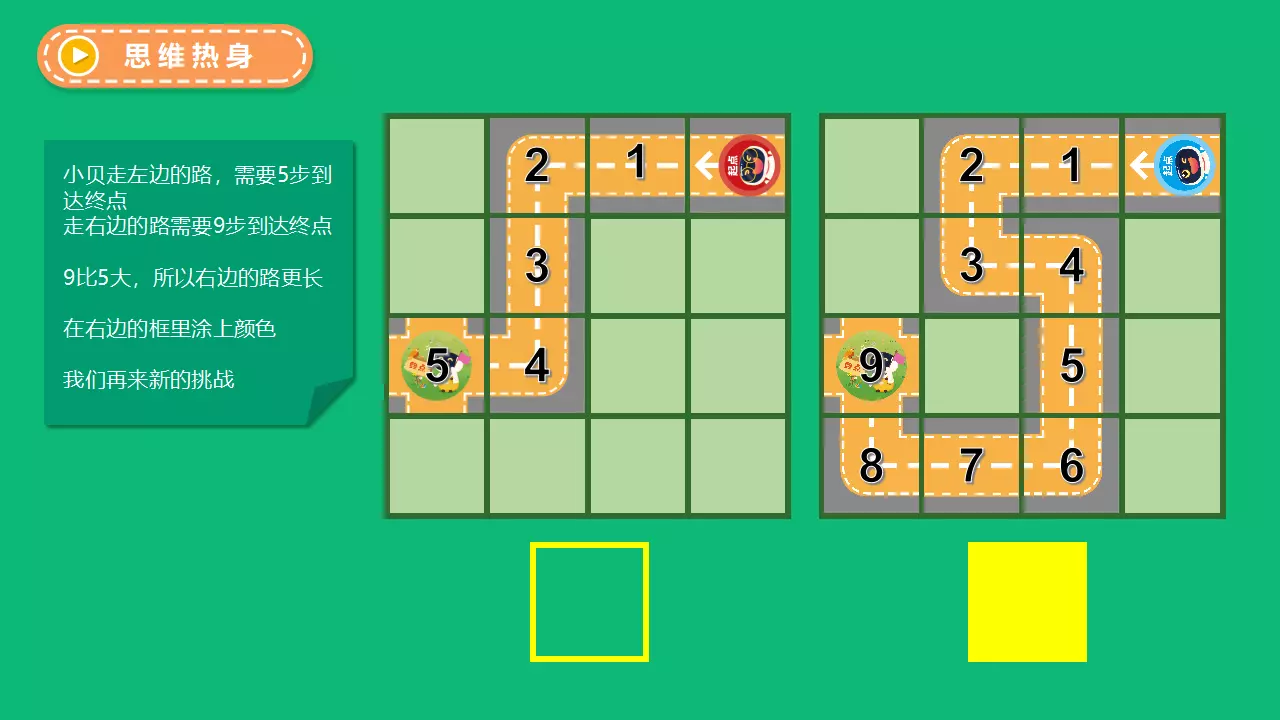 思维热身
小贝走左边的路，需要5步到
达终点
走右边的路需要9步到达终点
9比5大，所以右边的路更长
在右边的框里涂上颜色
我们再来新的挑战
2 1 起点
3
5 4
2 1 起点
3 4
9 5
8 7 6